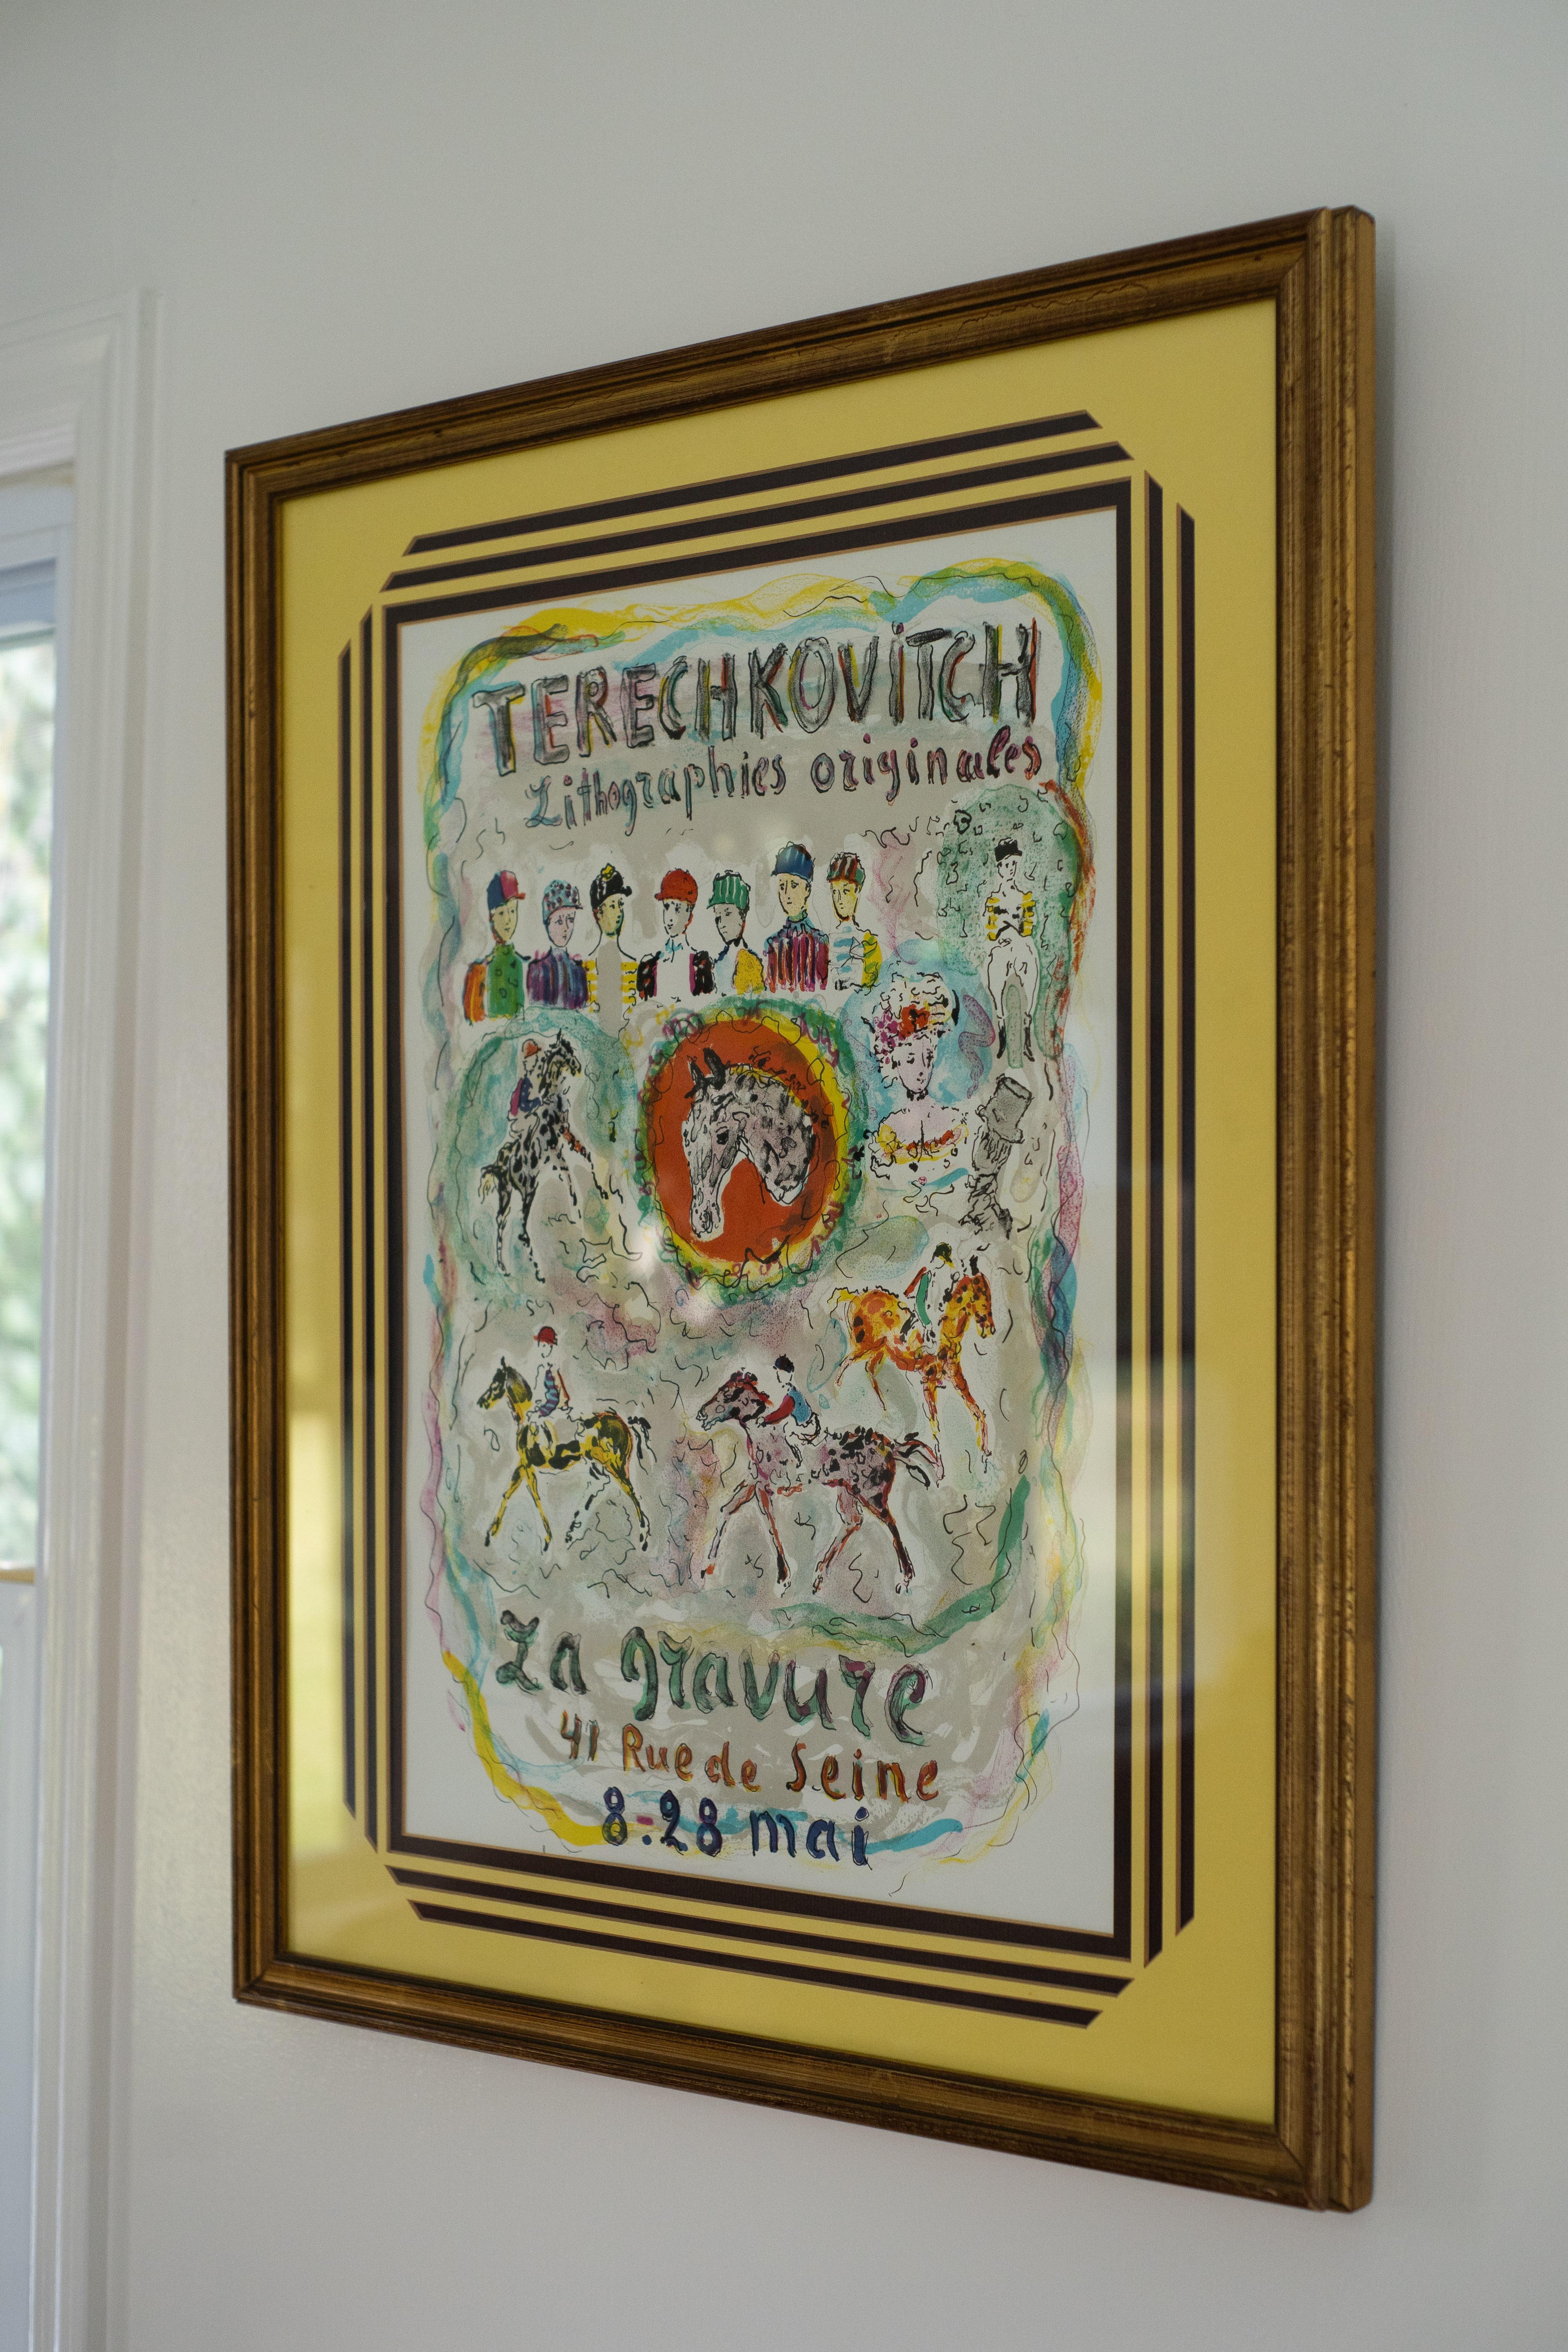 TERECHKOViTCH
Lithographies originales
La gravure
41 Rue de Seine
8-28 mai